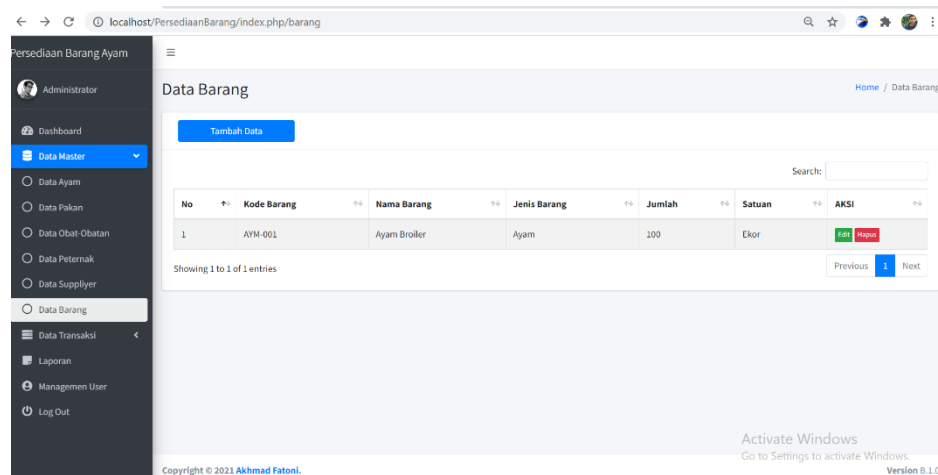 localhost/PersediaanBarang/index.php/barang
Persediaan Barang Ayam
Administrator
Data Barang
Home / Data Barang
Dashboard
Tambah Data
Data Master
Search:
Data Ayam
Data Pakan
No Kode Barang Nama Barang Jenis Barang Jumlah Satuan AKSI
Data Obat-Obatan
1 AYM-001 Ayam Broiler Ayam 100 Ekor Edit Hapus
Data Peternak
Showing 1 to 1 of 1 entries
Previous 1 Next
Data Suppliyer
Data Barang
Data Transaksi
Laporan
Managemen User
Log Out
Activate Windows
Go to Settings to activate Windows.
Copyright © 2021 Akhmad Fatoni.
Version B.1.0